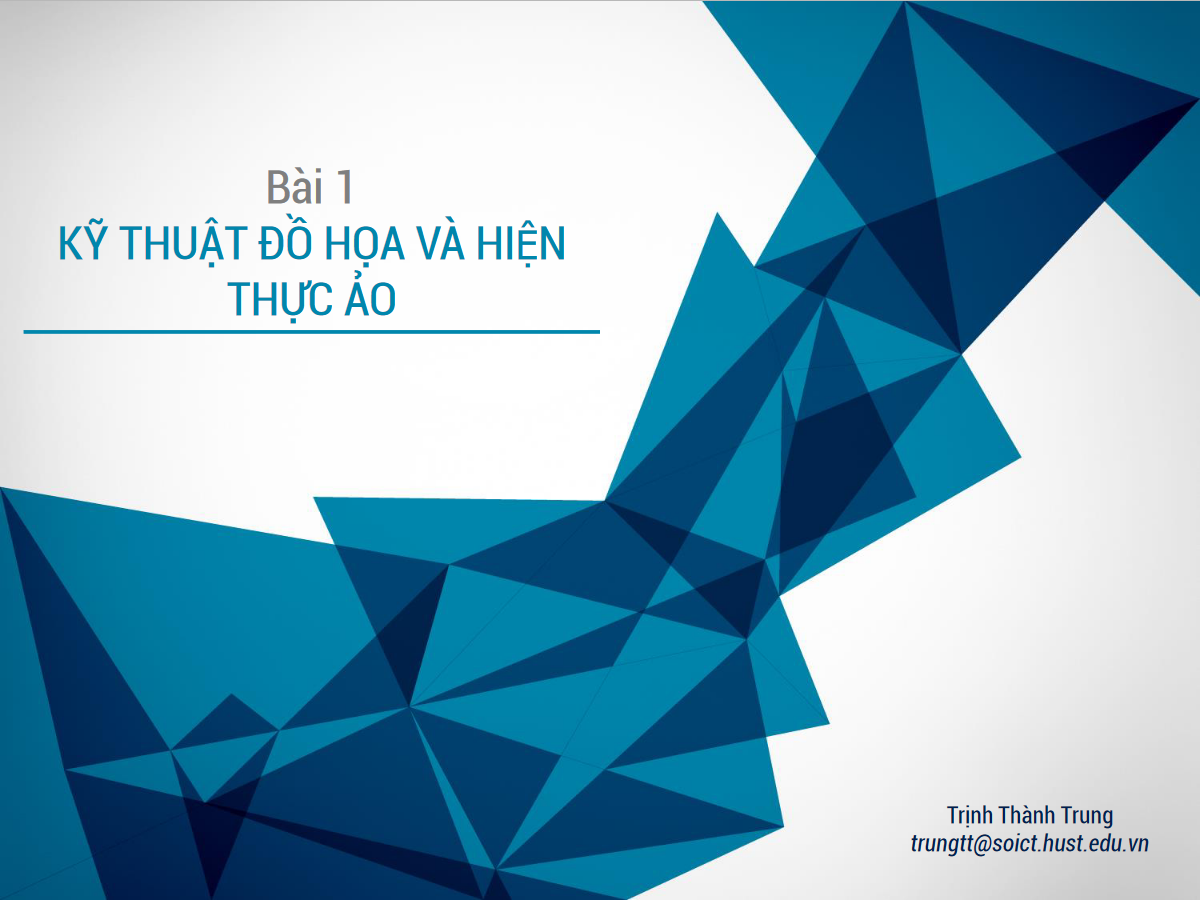 Bài 1
KỸ THUẬT ĐỒ HỌA VÀ HIỆN
THỰC ẢO
Trịnh Thành Trung
trungtt@soict.hust.edu.vn